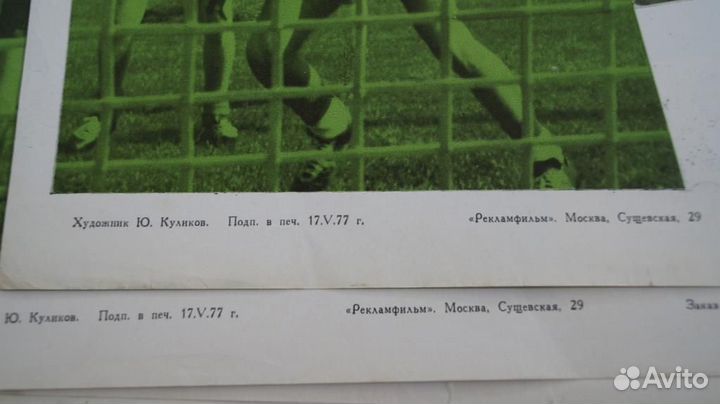 Художник Ю. Куликов. Подп. в печ. 17.V.77 г. «Рекламфильм». Москва, Сущевская, 29
Ю. Куликов. Подп. в печ. 17.V.77 г. «Рекламфильм». Москва, Сущевская, 29 Заказ
Avito